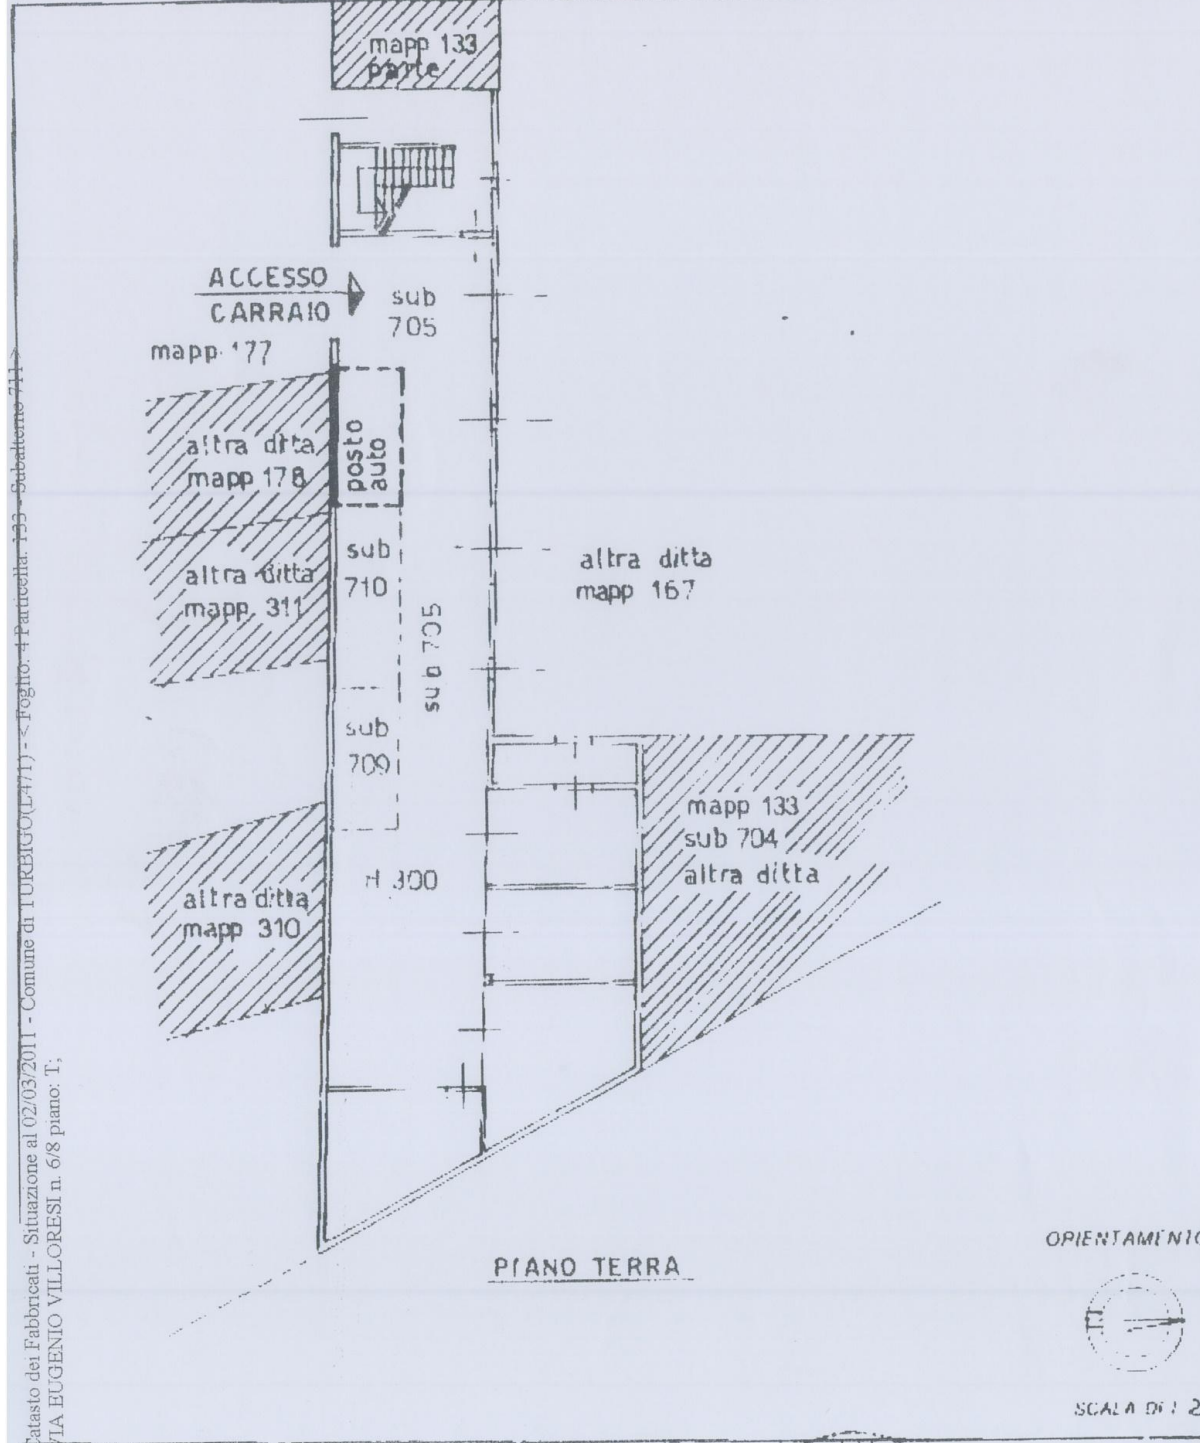 mapp 133
parte
ACCESSO
CARRAIO
sub
705
mapp 177
altra ditta
mapp 178
posto
auto
altra ditta
mapp 311
sub
710
sub 705
altra ditta
mapp 167
sub
709
mapp 133
sub 704
altra ditta
H 300
altra ditta
mapp 310
PIANO TERRA
ORIENTAMENTO
SCALA DI 1: 2
Catasto dei Fabbricati - Situazione al 02/03/2011 - Comune di TURBIGO(L471) - < Foglio: 4 Particella: 133 - Subalterno 711 >
VIA EUGENIO VILLORESI n. 6/8 piano: T;